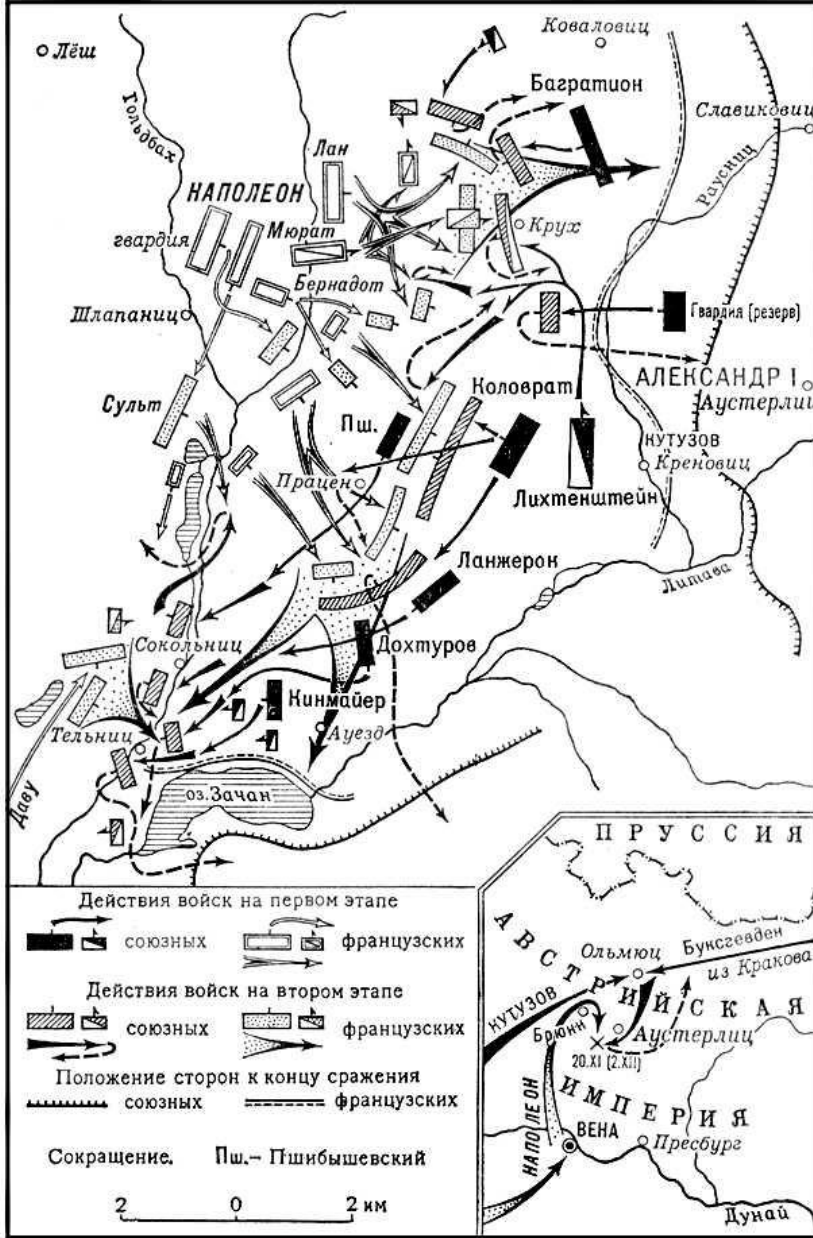 Коваловиц
Лёш
Багратион
Славиковиц
Гольдбах
Лан
Раусниц
НАПОЛЕОН
Мюрат
Крух
гвардия
Бернадот
Шлапаниц
Гвардия (резерв)
АЛЕКСАНДР I
Аустерлиц
Сульт
Пш.
Коловрат
КУТУЗОВ
Креновиц
Працен
Лихтенштейн
Ланжерон
Литава
Сокольниц
Дохтуров
Кинмайер
Тельниц
Ауезд
Даву
оз. Зачан
Действия войск на первом этапе
союзных французских
Действия войск на втором этапе
союзных французских
Положение сторон к концу сражения
союзных французских
Сокращение. Пш.– Пшибышевский
2 0 2 км
ПРУССИЯ
АВСТРИЙСКАЯ
ИМПЕРИЯ
Ольмюц
Буксгевден
из Кракова
КУТУЗОВ
Брюнн
Аустерлиц
20.XI (2.XII)
НАПОЛЕОН
ВЕНА
Пресбург
Дунай